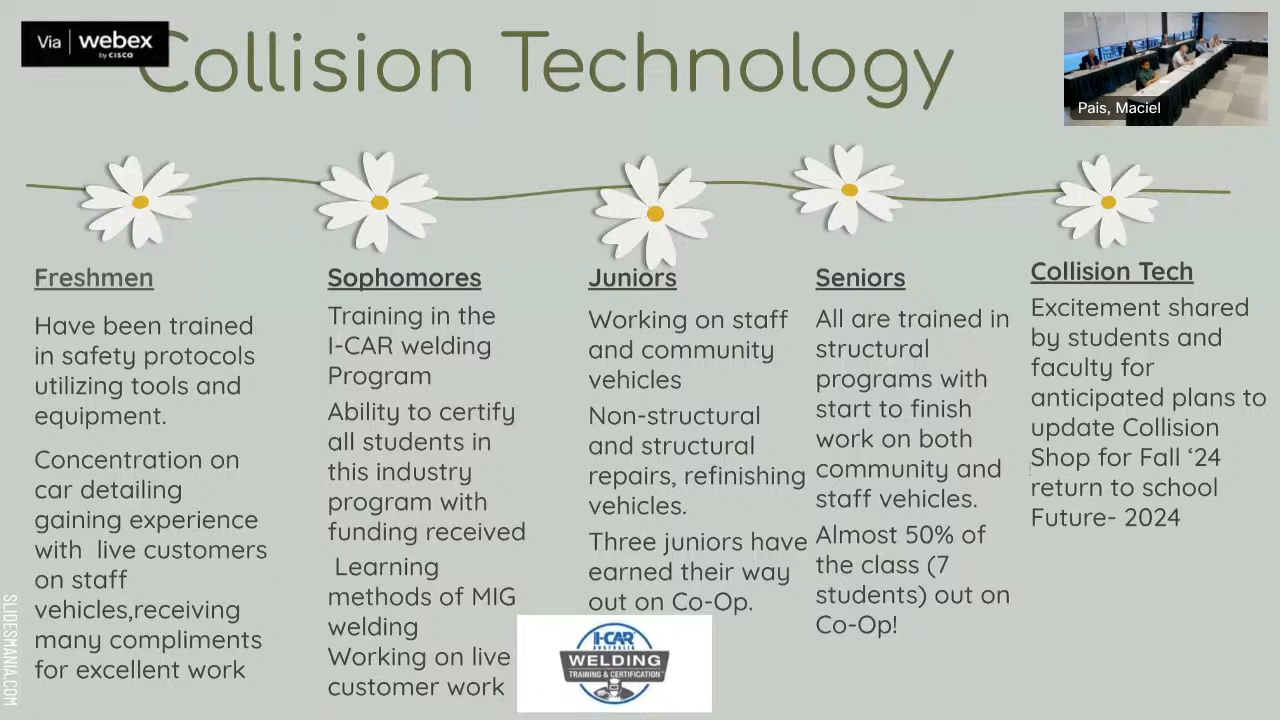 Via webex
by CISCO
Collision Technology
Pais, Maciel
Freshmen
Have been trained
in safety protocols
utilizing tools and
equipment.
Concentration on
car detailing
gaining experience
with  live customers
on staff
vehicles,receiving
many compliments
for excellent work
Sophomores
Training in the
I-CAR welding
Program
Ability to certify
all students in
this industry
program with
funding received
Learning
methods of MIG
welding
Working on live
customer work
Juniors
Working on staff
and community
vehicles
Non-structural
and structural
repairs, refinishing
vehicles.
Three juniors have
earned their way
out on Co-Op.
I-CAR
AUSTRALIA
WELDING
TRAINING & CERTIFICATION
Seniors
All are trained in
structural
programs with
start to finish
work on both
community and
staff vehicles.
Almost 50% of
the class (7
students) out on
Co-Op!
Collision Tech
Excitement shared
by students and
faculty for
anticipated plans to
update Collision
Shop for Fall ‘24
return to school
Future- 2024
SLIDESMANIA.COM